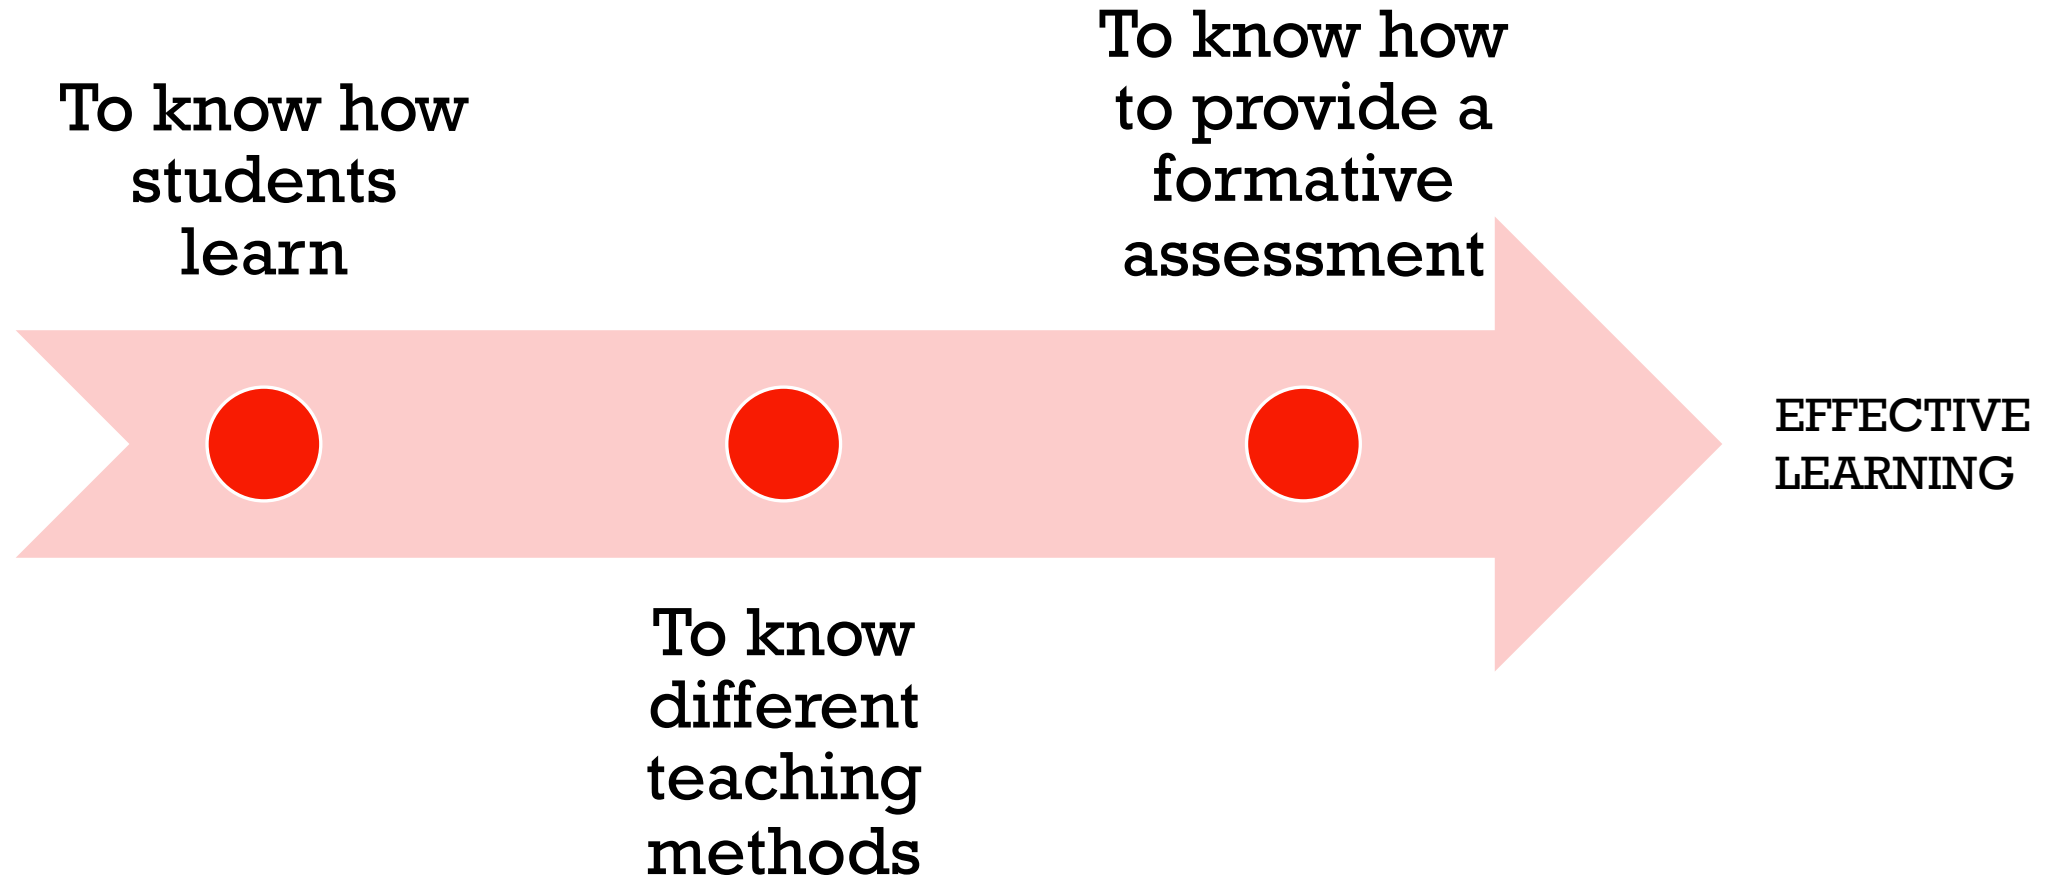 To know how
students
learn
To know
different
teaching
methods
To know how
to provide a
formative
assessment
EFFECTIVE
LEARNING